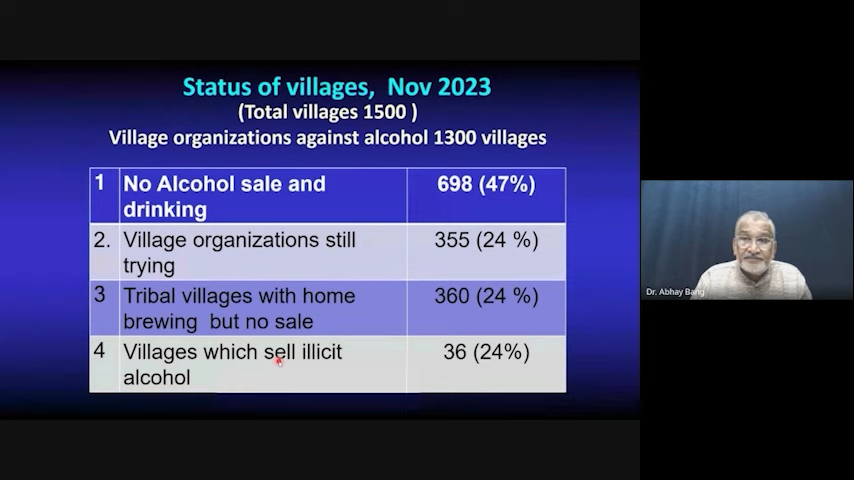 Status of villages, Nov 2023
(Total villages 1500 )
Village organizations against alcohol 1300 villages
1 No Alcohol sale and drinking 698 (47%)
2. Village organizations still trying 355 (24 %)
3 Tribal villages with home brewing but no sale 360 (24 %)
4 Villages which sell illicit alcohol 36 (24%)
Dr. Abhay Bang